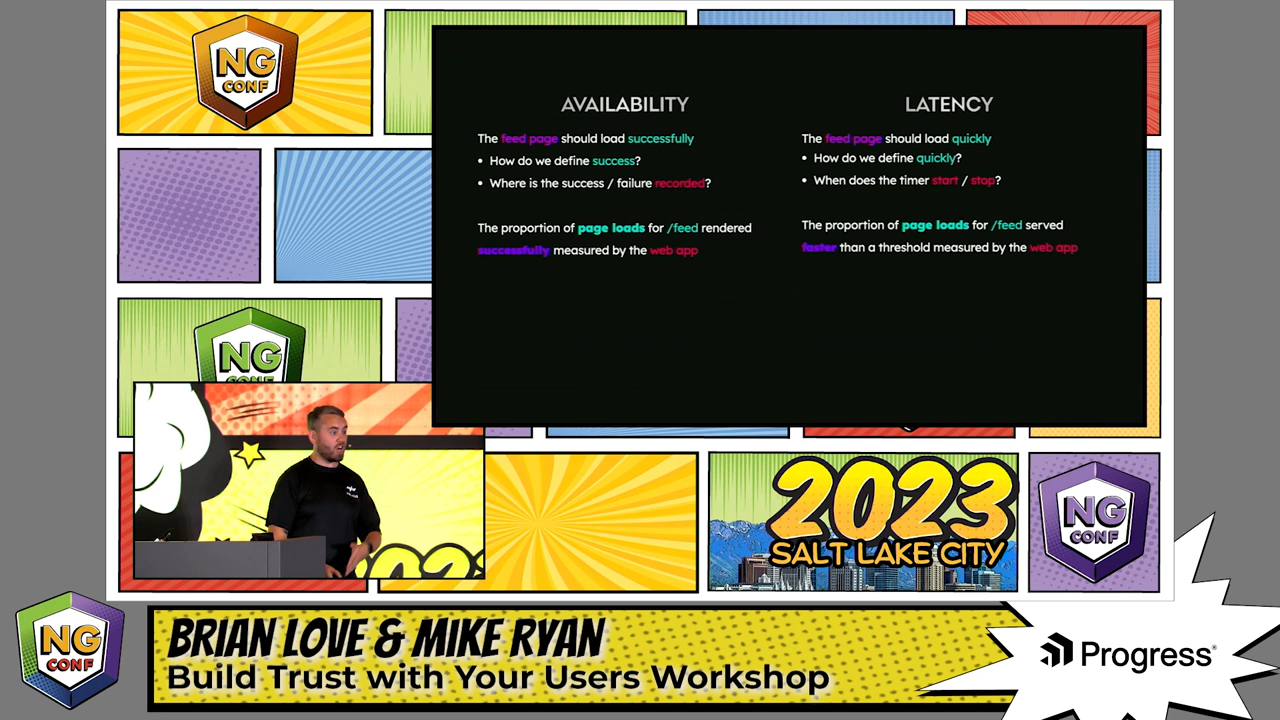 NG
CONF
AVAILABILITY
The feed page should load successfully
• How do we define success?
• Where is the success / failure recorded?
The proportion of page loads for /feed rendered
successfully measured by the web app
LATENCY
The feed page should load quickly
• How do we define quickly?
• When does the timer start / stop?
The proportion of page loads for /feed served
faster than a threshold measured by the web app
NG
CONF
2023
SALT LAKE CITY
NG
CONF
NG
CONF
BRIAN LOVE & MIKE RYAN
Build Trust with Your Users Workshop
Progress®